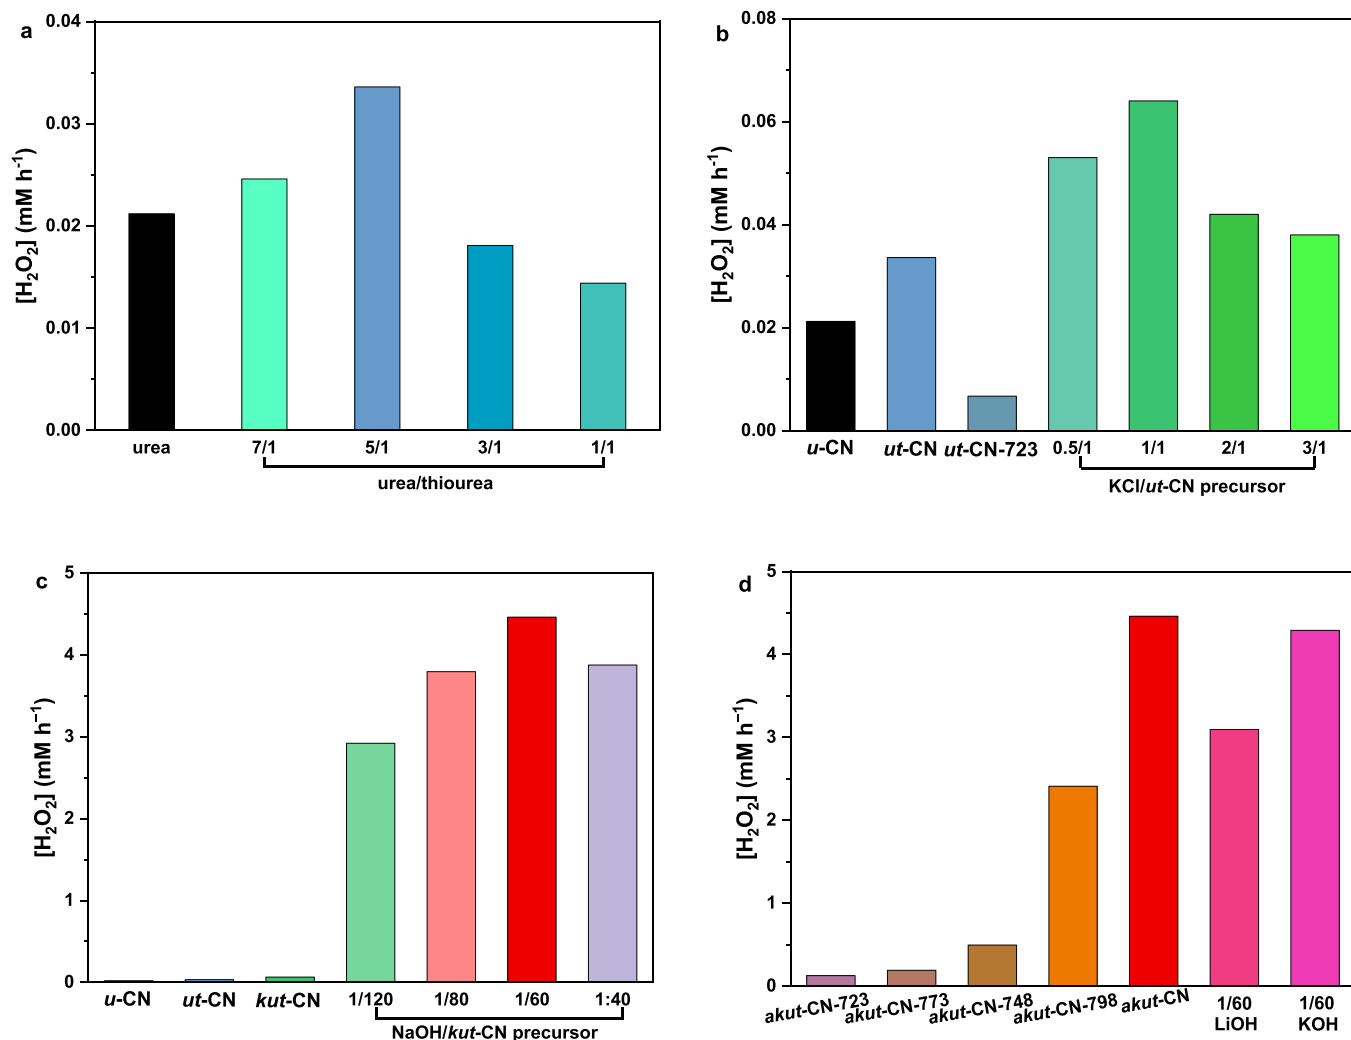 a
[H₂O₂] (mM h⁻¹)
0.04
0.03
0.02
0.01
0.00
urea
7/1
5/1
3/1
1/1
urea/thiourea
b
[H₂O₂] (mM h⁻¹)
0.08
0.06
0.04
0.02
0.00
u-CN
ut-CN
ut-CN-723
0.5/1
1/1
2/1
3/1
KCl/ut-CN precursor
c
[H₂O₂] (mM h⁻¹)
5
4
3
2
1
0
u-CN
ut-CN
kut-CN
1/120
1/80
1/60
1:40
NaOH/kut-CN precursor
d
[H₂O₂] (mM h⁻¹)
5
4
3
2
1
0
akut-CN-723
akut-CN-773
akut-CN-748
akut-CN-798
akut-CN
1/60
LiOH
1/60
KOH